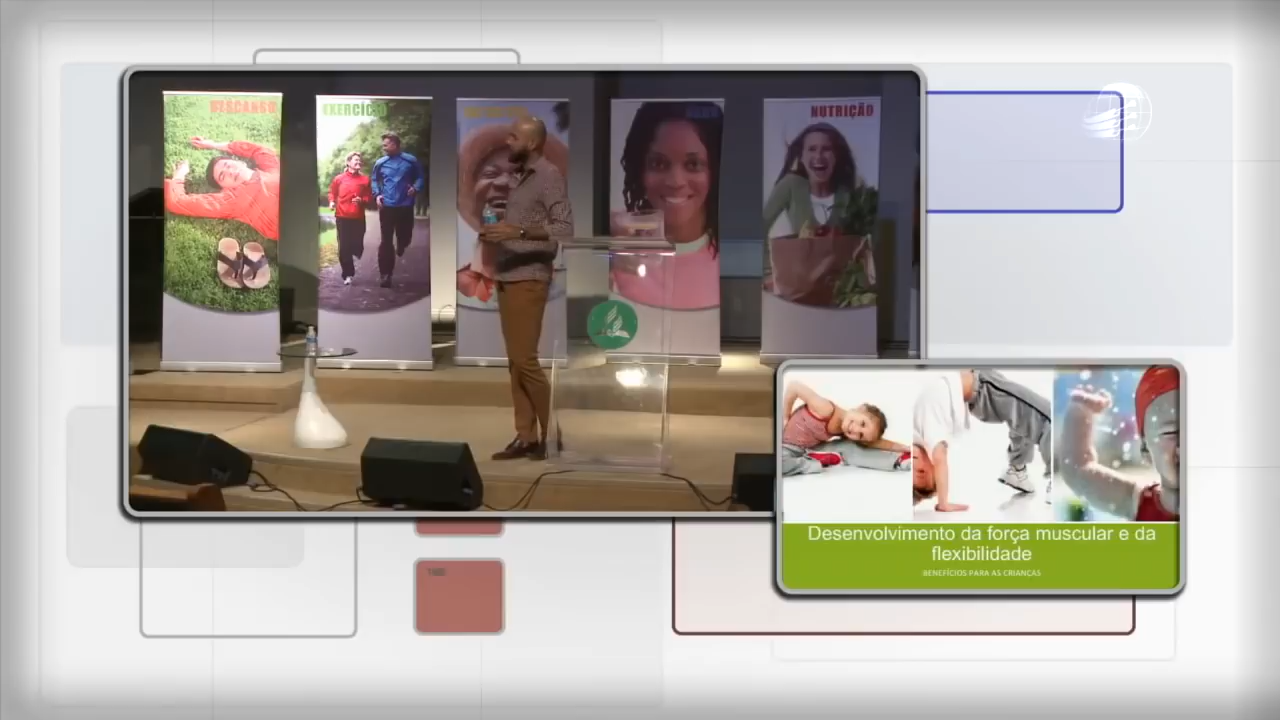 DESCANSO
EXERCÍCIO
NUTRIÇÃO
Desenvolvimento da força muscular e da
flexibilidade
BENEFÍCIOS PARA AS CRIANÇAS